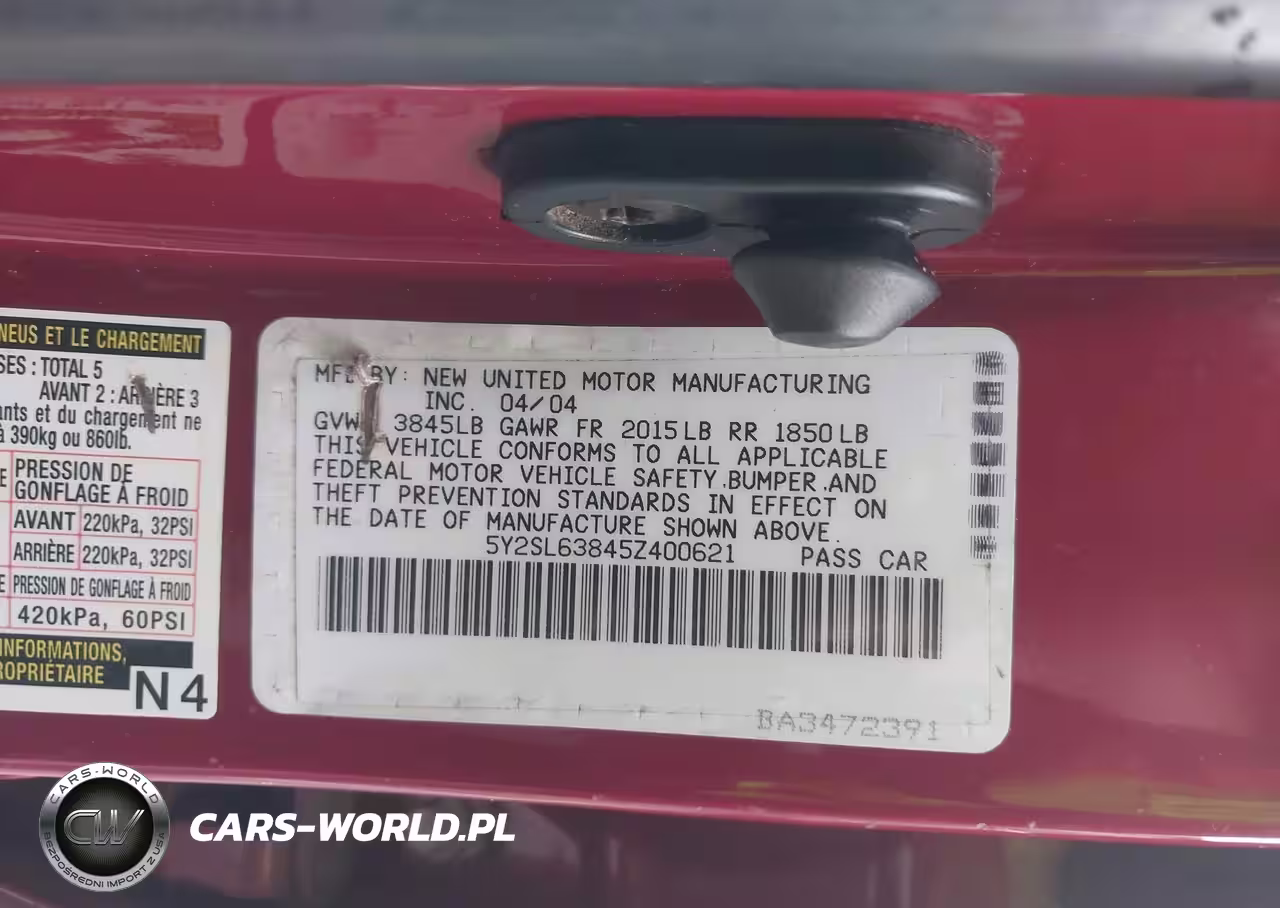 NEUS ET LE CHARGEMENT
SES : TOTAL 5
AVANT 2 : ARRIÈRE 3
ants et du chargement ne
à 390kg ou 860lb.
E PRESSION DE
GONFLAGE À FROID
AVANT 220kPa, 32PSI
ARRIÈRE 220kPa, 32PSI
E PRESSION DE GONFLAGE À FROID
420kPa, 60PSI
INFORMATIONS,
ROPRIÉTAIRE
N4
MFD BY: NEW UNITED MOTOR MANUFACTURING
INC. 04/04
GVW 3845LB GAWR FR 2015LB RR 1850LB
THIS VEHICLE CONFORMS TO ALL APPLICABLE
FEDERAL MOTOR VEHICLE SAFETY,BUMPER,AND
THEFT PREVENTION STANDARDS IN EFFECT ON
THE DATE OF MANUFACTURE SHOWN ABOVE.
5Y2SL63845Z400621 PASS CAR
BA3472391
CARS-WORLD
CW
BEZPOŚREDNI IMPORT Z USA
CARS-WORLD.PL